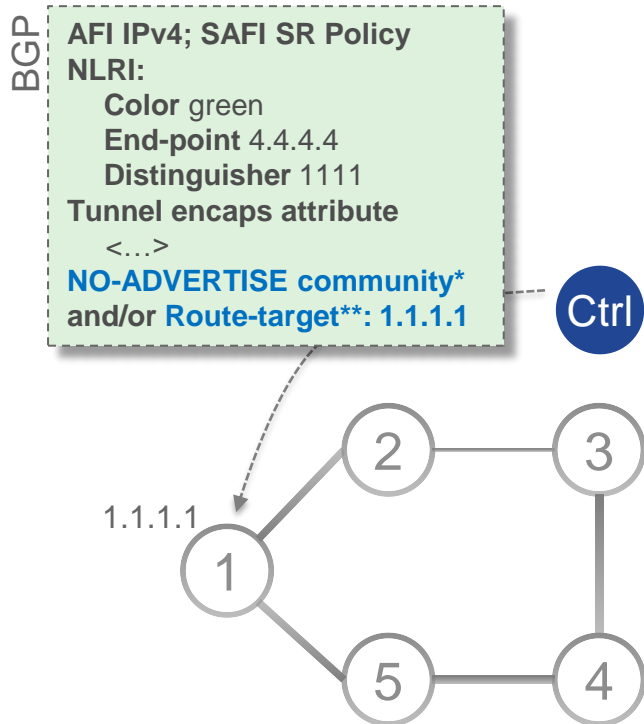 BGP
AFI IPv4; SAFI SR Policy
NLRI:
Color green
End-point 4.4.4.4
Distinguisher 1111
Tunnel encaps attribute
<...>
NO-ADVERTISE community*
and/or Route-target**: 1.1.1.1
Ctrl
2
3
1.1.1.1
1
5
4